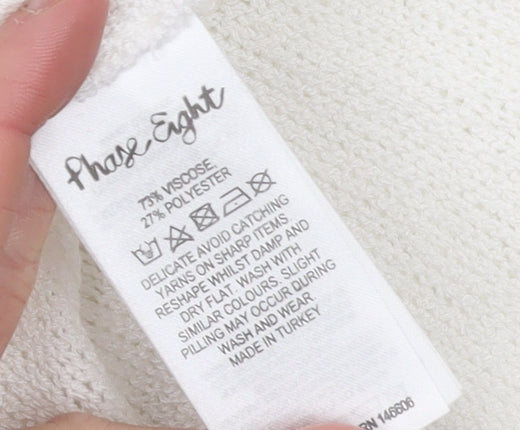 Phase Eight
73% VISCOSE,
27% POLYESTER
DELICATE AVOID CATCHING
YARNS ON SHARP ITEMS
RESHAPE WHILST DAMP AND
DRY FLAT. WASH WITH
SIMILAR COLOURS. SLIGHT
PILLING MAY OCCUR DURING
WASH AND WEAR.
MADE IN TURKEY
RN 146606